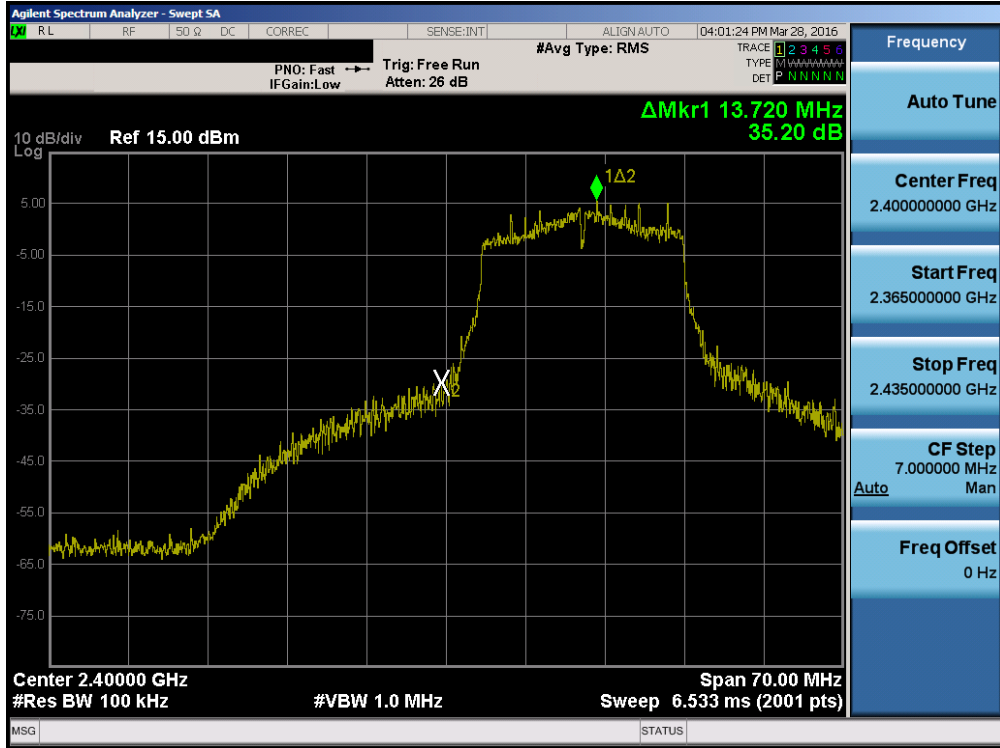 Agilent Spectrum Analyzer - Swept SA
LXI RL RF 50 Ω DC CORREC SENSE:INT ALIGN AUTO 04:01:24 PM Mar 28, 2016
#Avg Type: RMS TRACE 1 2 3 4 5 6
PNO: Fast Trig: Free Run TYPE M WWWWW
IFGain:Low Atten: 26 dB DET P N N N N N
ΔMkr1 13.720 MHz
35.20 dB
10 dB/div Ref 15.00 dBm
Log
1Δ2
5.00
-5.00
-15.0
-25.0
X2
-35.0
-45.0
-55.0
-65.0
-75.0
Center 2.40000 GHz Span 70.00 MHz
#Res BW 100 kHz #VBW 1.0 MHz Sweep 6.533 ms (2001 pts)
MSG STATUS
Frequency
Auto Tune
Center Freq
2.400000000 GHz
Start Freq
2.365000000 GHz
Stop Freq
2.435000000 GHz
CF Step
7.000000 MHz
Auto Man
Freq Offset
0 Hz